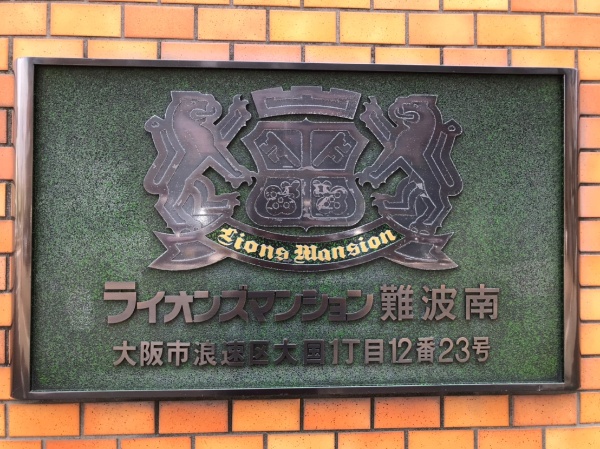 Lions Mansion
ライオンズマンション難波南
大阪市浪速区大国1丁目12番23号